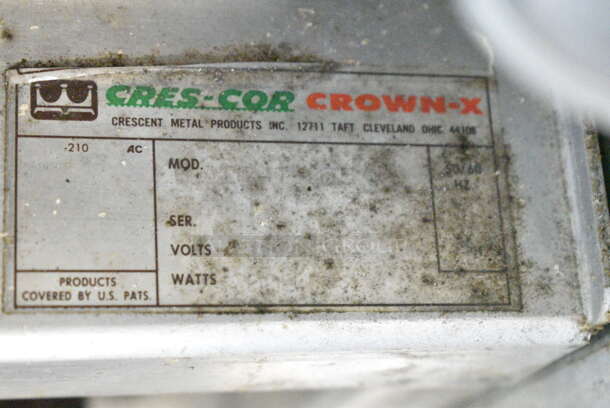 CRES-COR CROWN-X
CRESCENT METAL PRODUCTS INC. 12711 TAFT CLEVELAND OHIO 44108
-210 AC
MOD.
50/60
HZ
SER.
VOLTS
WATTS
PRODUCTS
COVERED BY U.S. PATS.